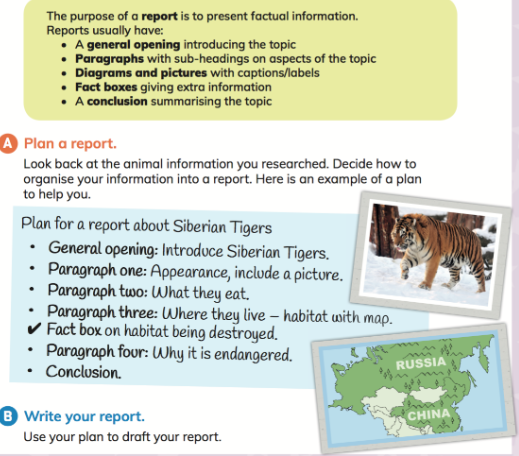 The purpose of a report is to present factual information.
Reports usually have:
• A general opening introducing the topic
• Paragraphs with sub-headings on aspects of the topic
• Diagrams and pictures with captions/labels
• Fact boxes giving extra information
• A conclusion summarising the topic
A Plan a report.
Look back at the animal information you researched. Decide how to
organise your information into a report. Here is an example of a plan
to help you.
Plan for a report about Siberian Tigers
• General opening: Introduce Siberian Tigers.
• Paragraph one: Appearance, include a picture.
• Paragraph two: What they eat.
• Paragraph three: Where they live – habitat with map.
✔ Fact box on habitat being destroyed.
• Paragraph four: Why it is endangered.
• Conclusion.
RUSSIA
CHINA
B Write your report.
Use your plan to draft your report.